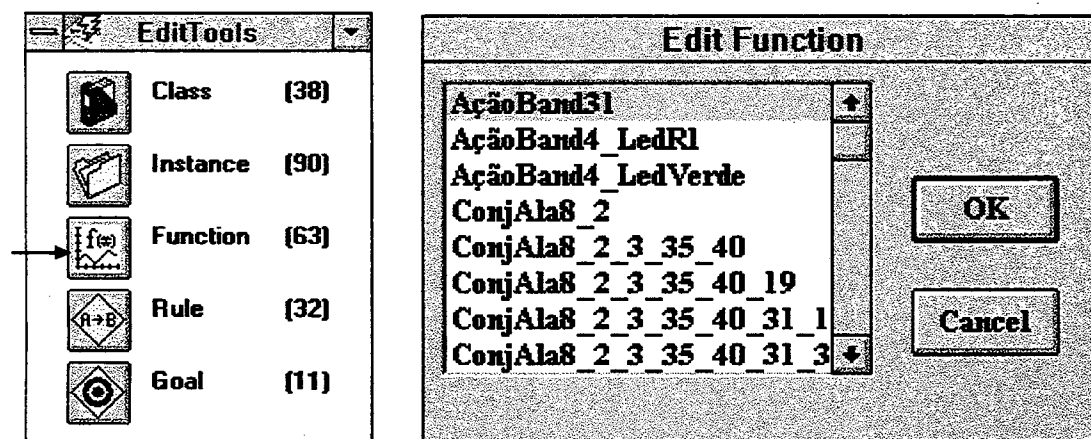 EditTools
Class (38)
Instance (90)
f(x)
Function (63)
A→B
Rule (32)
Goal (11)
Edit Function
AçãoBand31
AçãoBand4_LedR1
AçãoBand4_LedVerde
ConjAla8_2
ConjAla8_2_3_35_40
ConjAla8_2_3_35_40_19
ConjAla8_2_3_35_40_31_1
ConjAla8_2_3_35_40_31_3
OK
Cancel